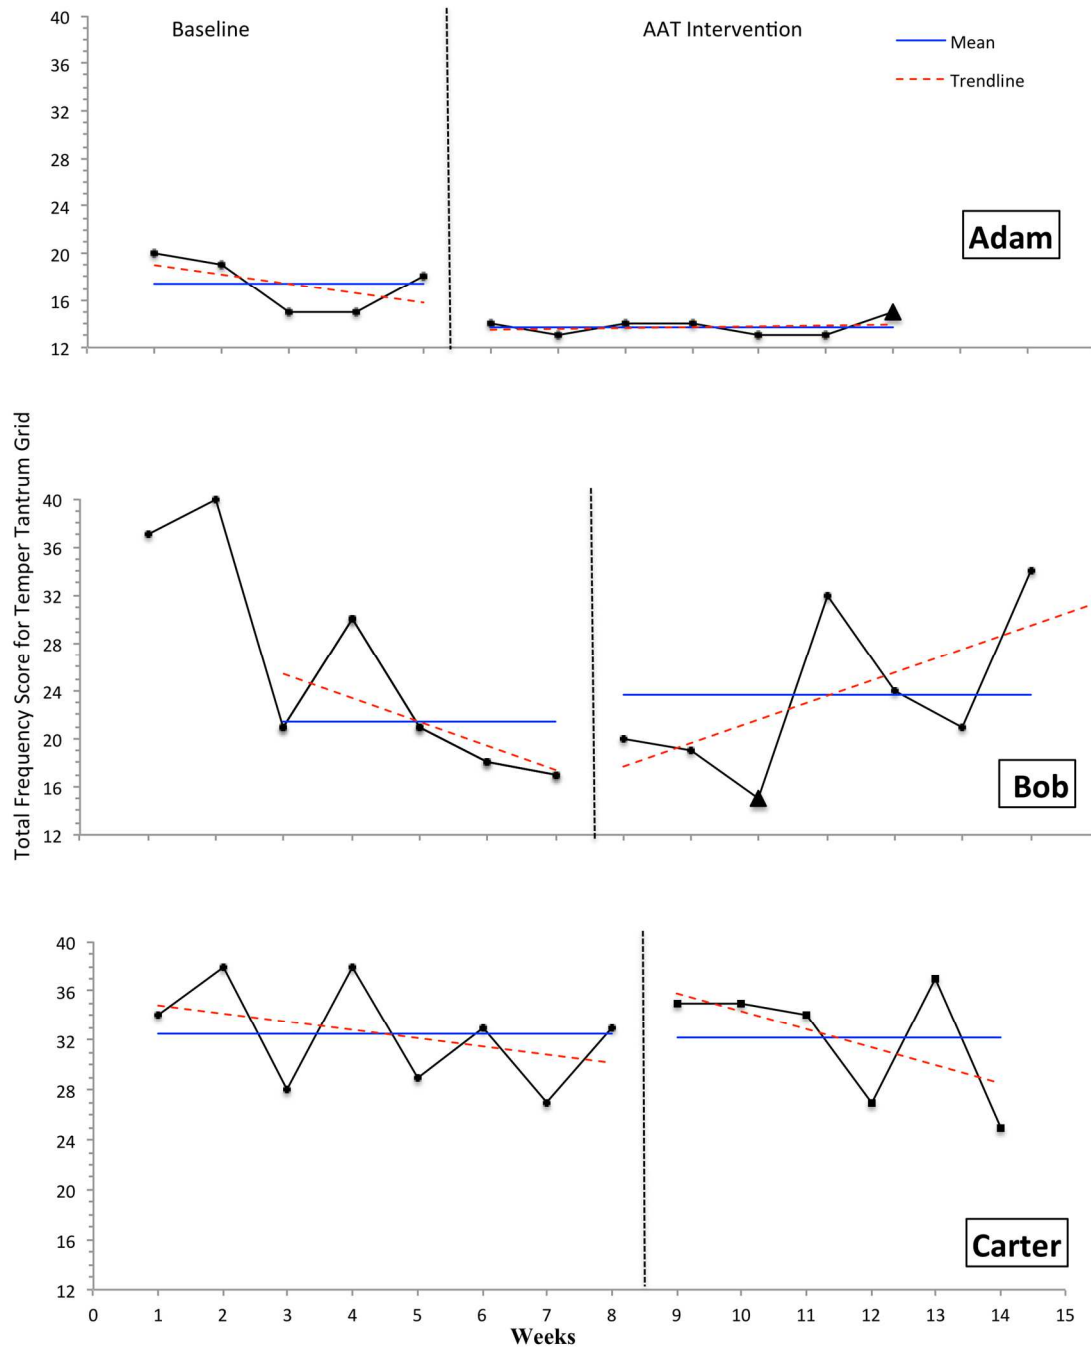 Baseline
AAT Intervention
Mean
Trendline
40
36
32
28
24
20
16
12
Adam
Total Frequency Score for Temper Tantrum Grid
40
36
32
28
24
20
16
12
Bob
40
36
32
28
24
20
16
12
Carter
0 1 2 3 4 5 6 7 8 9 10 11 12 13 14 15
Weeks